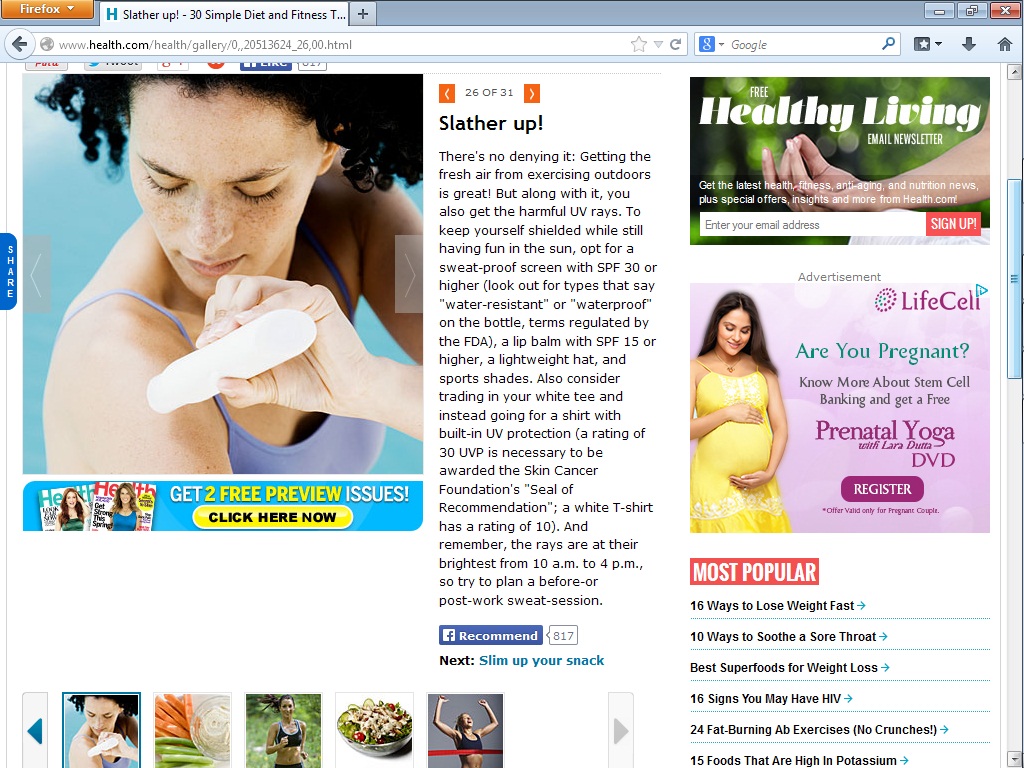 Firefox
Slather up! - 30 Simple Diet and Fitness T...
www.health.com/health/gallery/0,,20513624_26,00.html
Google
26 OF 31
Slather up!
There's no denying it: Getting the
fresh air from exercising outdoors
is great! But along with it, you
also get the harmful UV rays. To
keep yourself shielded while still
having fun in the sun, opt for a
sweat-proof screen with SPF 30 or
higher (look out for types that say
"water-resistant" or "waterproof"
on the bottle, terms regulated by
the FDA), a lip balm with SPF 15 or
higher, a lightweight hat, and
sports shades. Also consider
trading in your white tee and
instead going for a shirt with
built-in UV protection (a rating of
30 UVP is necessary to be
awarded the Skin Cancer
Foundation's "Seal of
Recommendation"; a white T-shirt
has a rating of 10). And
remember, the rays are at their
brightest from 10 a.m. to 4 p.m.,
so try to plan a before-or
post-work sweat-session.
Recommend 817
Next: Slim up your snack
SHARE
GET 2 FREE PREVIEW ISSUES!
CLICK HERE NOW
FREE
Healthy Living
EMAIL NEWSLETTER
Get the latest health, fitness, anti-aging, and nutrition news,
plus special offers, insights and more from Health.com!
Enter your email address
SIGN UP!
Advertisement
LifeCell
Are You Pregnant?
Know More About Stem Cell
Banking and get a Free
Prenatal Yoga
with Lara Dutta
DVD
REGISTER
*Offer Valid only for Pregnant Couple.
MOST POPULAR
16 Ways to Lose Weight Fast
10 Ways to Soothe a Sore Throat
Best Superfoods for Weight Loss
16 Signs You May Have HIV
24 Fat-Burning Ab Exercises (No Crunches!)
15 Foods That Are High In Potassium